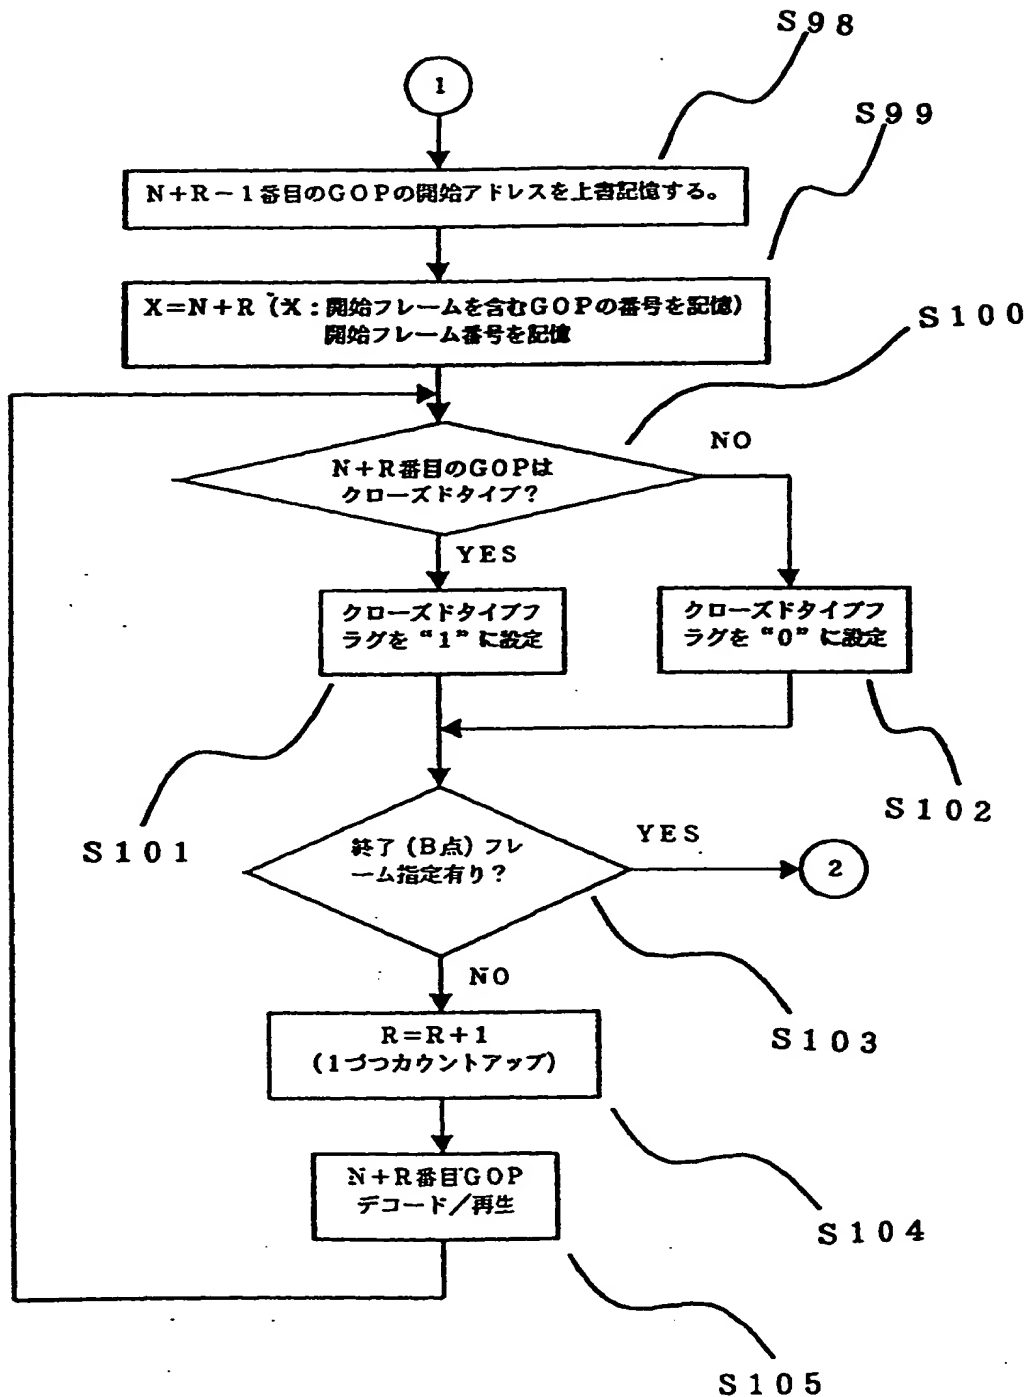 S98
1
S99
N+R-1番目のGOPの開始アドレスを上書記憶する。
X=N+R (X:開始フレームを含むGOPの番号を記憶)
開始フレーム番号を記憶
S100
NO
N+R番目のGOPは
クローズドタイプ?
YES
クローズドタイプフ
ラグを“1”に設定
クローズドタイプフ
ラグを“0”に設定
S101
S102
終了(B点)フレ
ーム指定有り?
YES
2
NO
S103
R=R+1
(1づつカウントアップ)
N+R番目GOP
デコード/再生
S104
S105